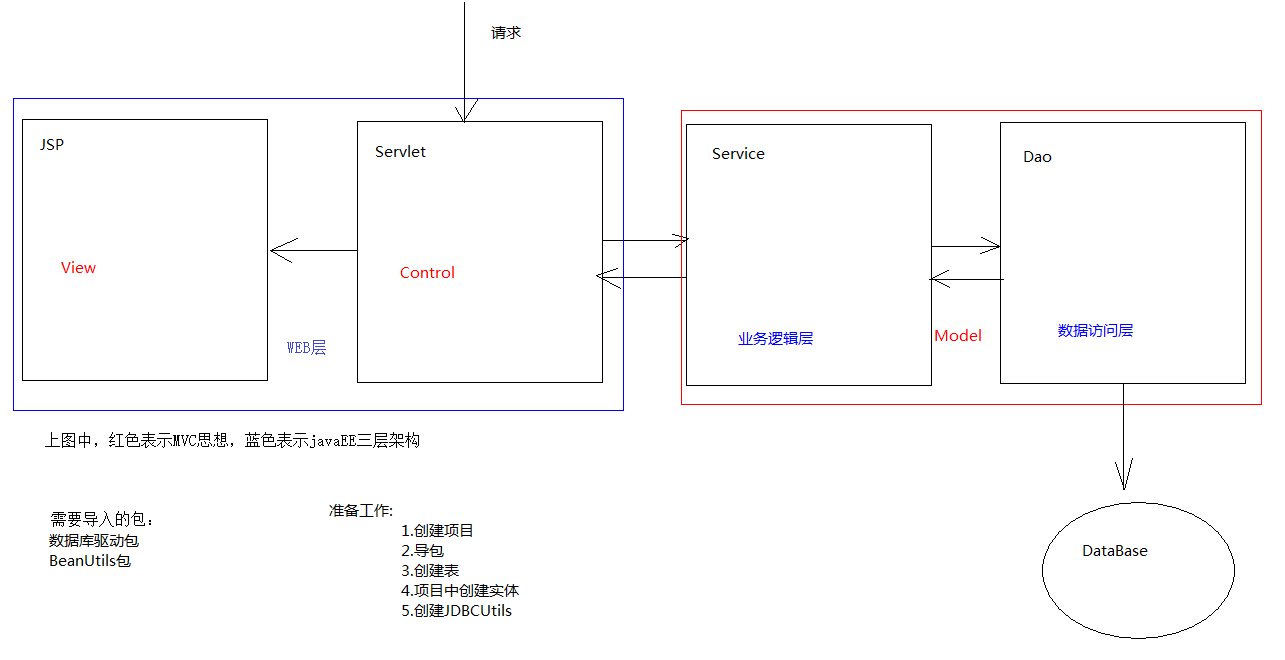 请求
JSP
Servlet
Service
Dao
View
Control
业务逻辑层
Model
数据访问层
WEB层
上图中，红色表示MVC思想，蓝色表示javaEE三层架构
需要导入的包：
数据库驱动包
BeanUtils包
准备工作:
1.创建项目
2.导包
3.创建表
4.项目中创建实体
5.创建JDBCUtils
DataBase